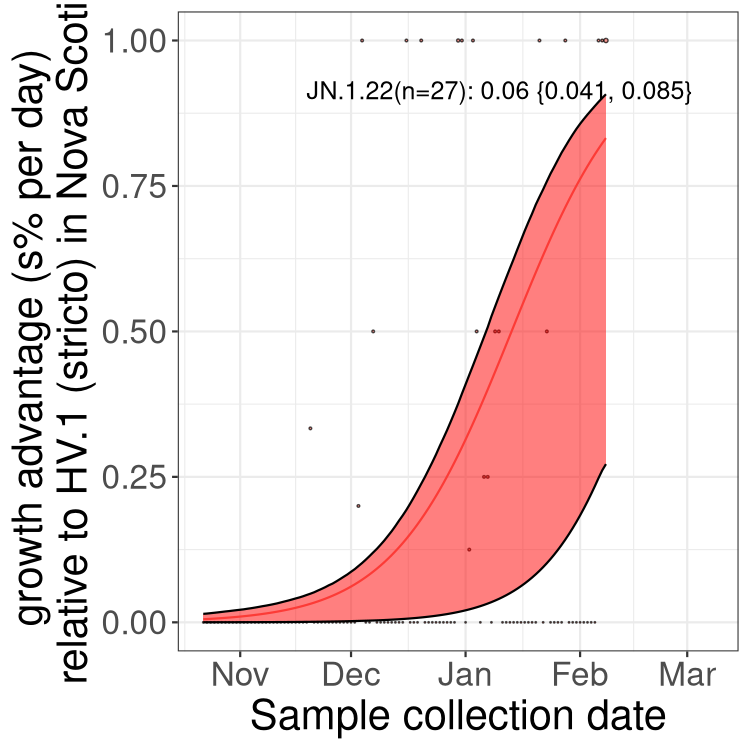 growth advantage (s% per day)
relative to HV.1 (stricto) in Nova Scoti
1.00
0.75
0.50
0.25
0.00
JN.1.22(n=27): 0.06 {0.041, 0.085}
Nov Dec Jan Feb Mar
Sample collection date